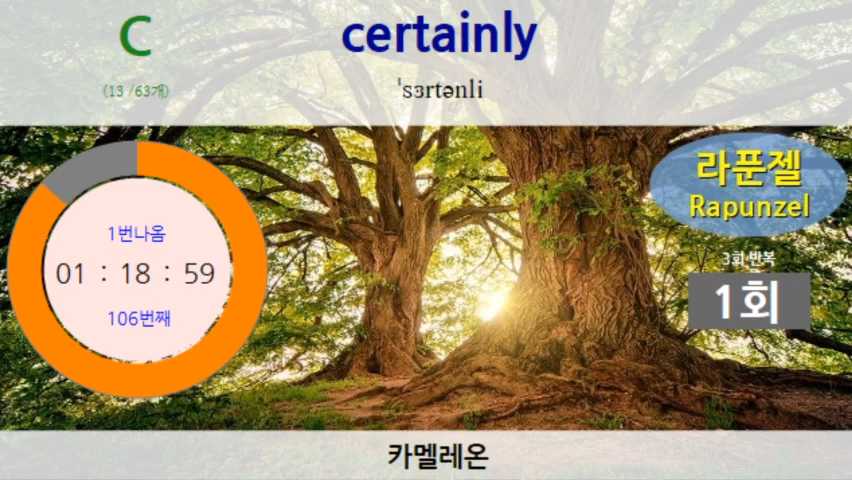 C
(13 /63개)
certainly
ˈsɜrtənli
1번나옴
01 : 18 : 59
106번째
라푼젤
Rapunzel
3회 반복
1회
카멜레온